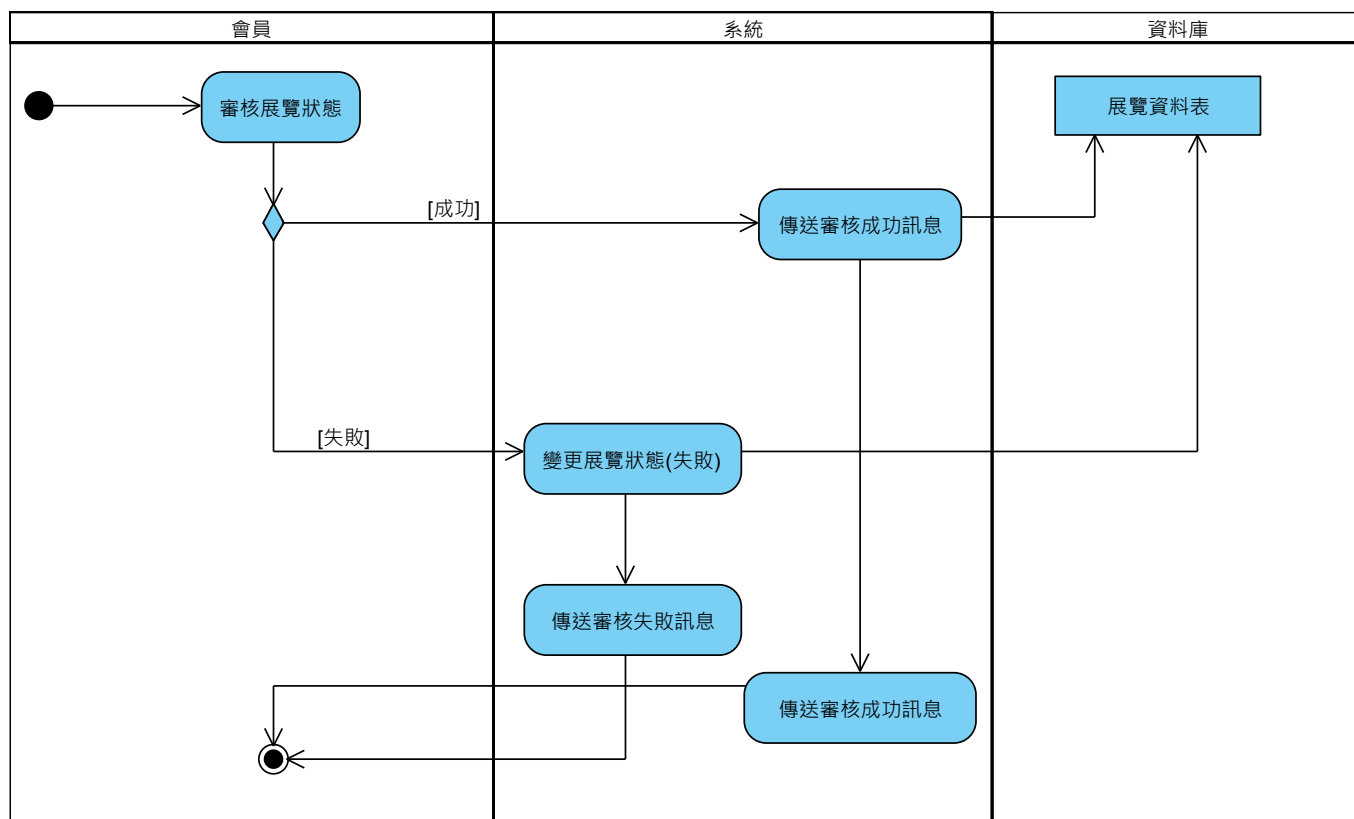 會員
系統
資料庫
審核展覽狀態
展覽資料表
[成功]
傳送審核成功訊息
[失敗]
變更展覽狀態(失敗)
傳送審核失敗訊息
傳送審核成功訊息